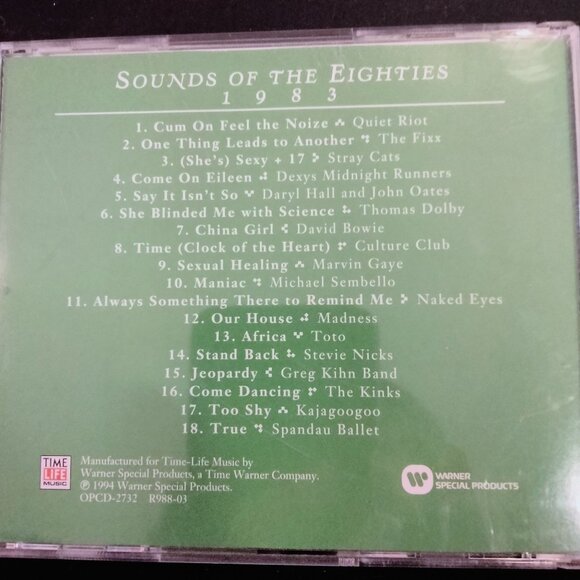 SOUNDS OF THE EIGHTIES
1983
1. Cum On Feel the Noize Quiet Riot
2. One Thing Leads to Another The Fixx
3. (She's) Sexy + 17 Stray Cats
4. Come On Eileen Dexys Midnight Runners
5. Say It Isn't So Daryl Hall and John Oates
6. She Blinded Me with Science Thomas Dolby
7. China Girl David Bowie
8. Time (Clock of the Heart) Culture Club
9. Sexual Healing Marvin Gaye
10. Maniac Michael Sembello
11. Always Something There to Remind Me Naked Eyes
12. Our House Madness
13. Africa Toto
14. Stand Back Stevie Nicks
15. Jeopardy Greg Kihn Band
16. Come Dancing The Kinks
17. Too Shy Kajagoogoo
18. True Spandau Ballet
TIME
LIFE
MUSIC
Manufactured for Time-Life Music by
Warner Special Products, a Time Warner Company.
℗ 1994 Warner Special Products.
OPCD-2732 R988-03
WARNER
SPECIAL PRODUCTS